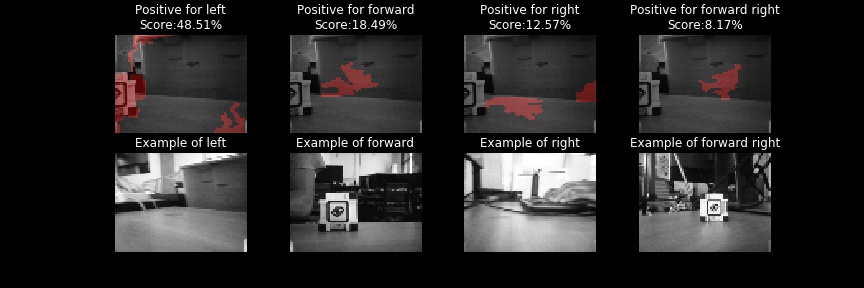 Positive for left
Score:48.51%
Positive for forward
Score:18.49%
Positive for right
Score:12.57%
Positive for forward right
Score:8.17%
Example of left
Example of forward
Example of right
Example of forward right